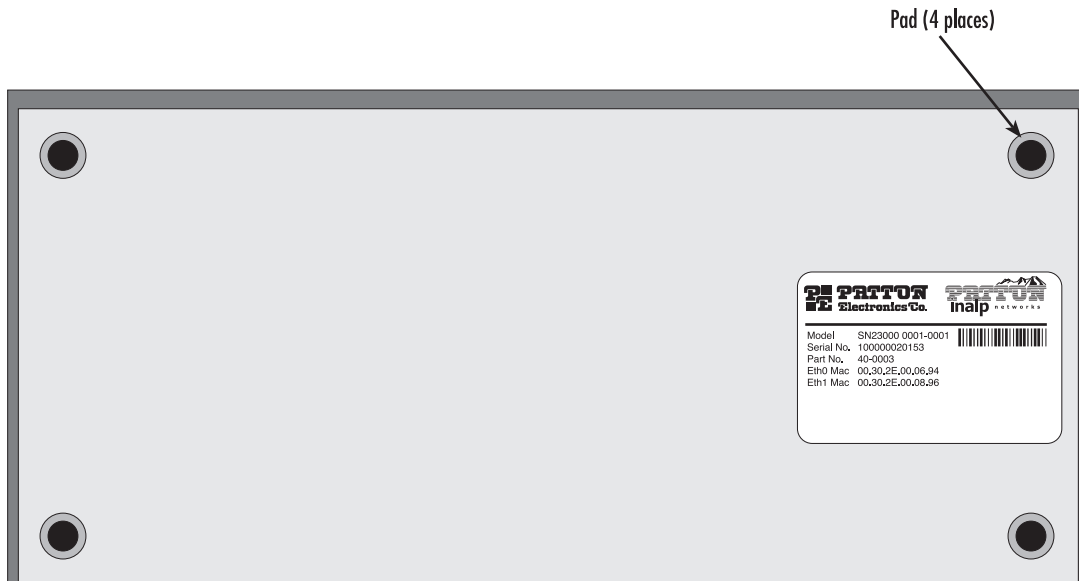 Pad (4 places)
PE PATTON Electronics Co.
PATTON Inalp networks
Model SN23000 0001-0001
Serial No. 100000020153
Part No. 40-0003
Eth0 Mac 00.30.2E.00.06.94
Eth1 Mac 00.30.2E.00.08.96